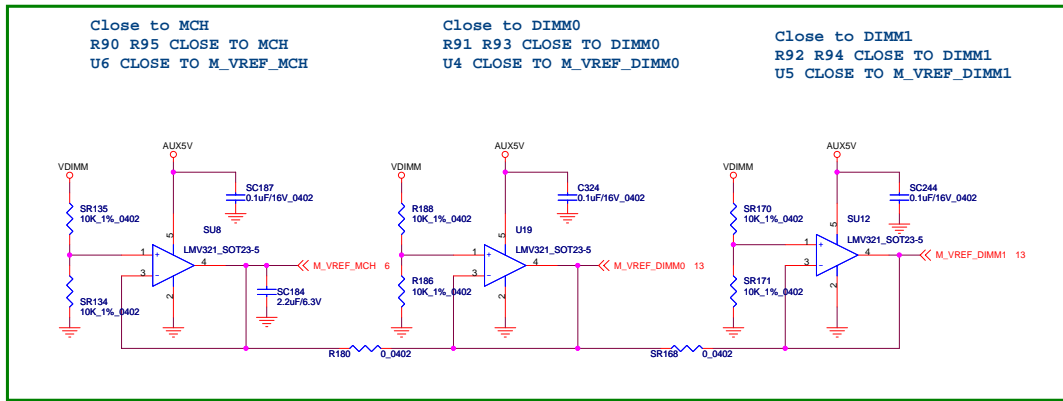 Close to MCH
R90 R95 CLOSE TO MCH
U6 CLOSE TO M_VREF_MCH
Close to DIMM0
R91 R93 CLOSE TO DIMM0
U4 CLOSE TO M_VREF_DIMM0
Close to DIMM1
R92 R94 CLOSE TO DIMM1
U5 CLOSE TO M_VREF_DIMM1
VDIMM
AUX5V
SC187
0.1uF/16V_0402
SR135
10K_1%_0402
SU8
LMV321_SOT23-5
5
1
+
3
-
4
2
M_VREF_MCH 6
SR134
10K_1%_0402
SC184
2.2uF/6.3V
VDIMM
AUX5V
C324
0.1uF/16V_0402
R188
10K_1%_0402
U19
LMV321_SOT23-5
5
1
+
3
-
4
2
M_VREF_DIMM0 13
R186
10K_1%_0402
VDIMM
AUX5V
SC244
0.1uF/16V_0402
SR170
10K_1%_0402
SU12
LMV321_SOT23-5
5
1
+
3
-
4
2
M_VREF_DIMM1 13
SR171
10K_1%_0402
R180 0_0402
SR168 0_0402